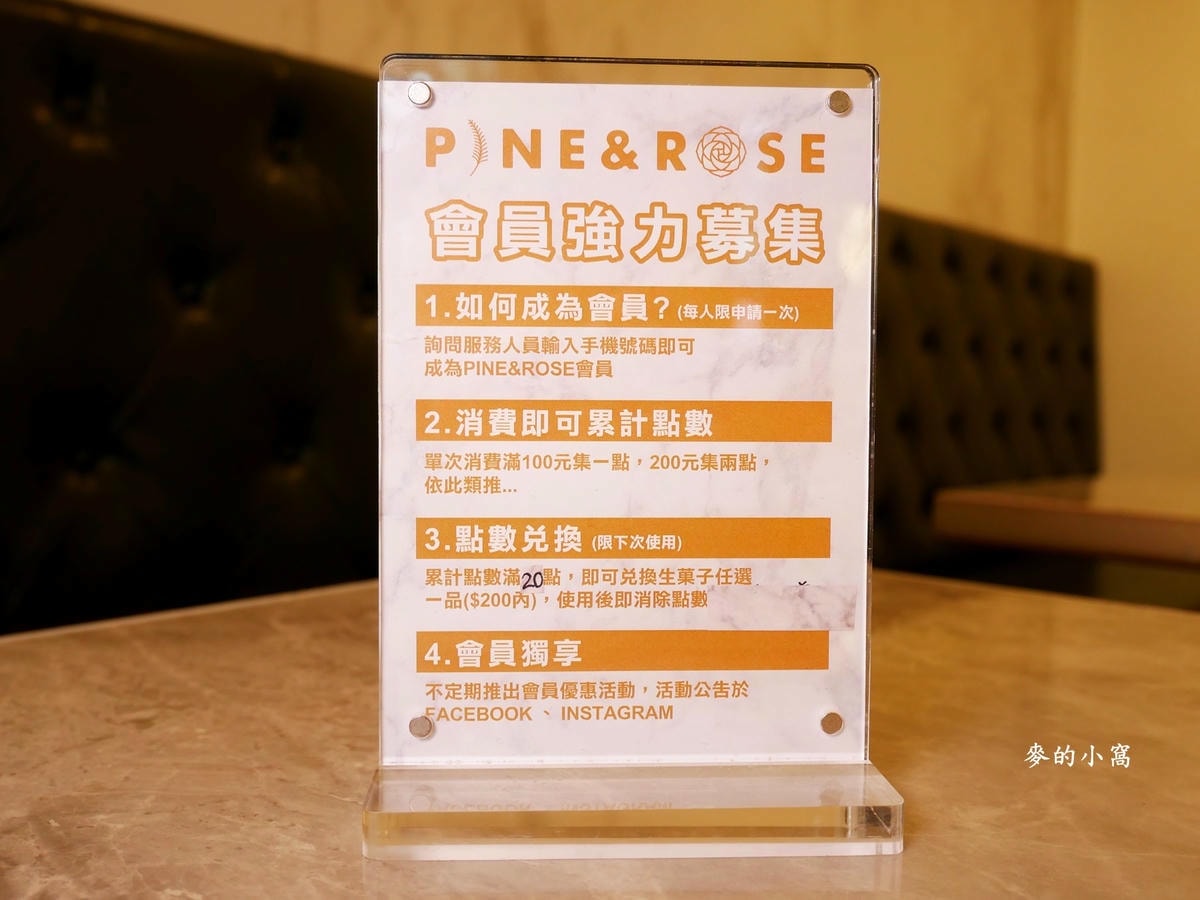 PINE&ROSE
會員強力募集
1.如何成為會員?(每人限申請一次)
詢問服務人員輸入手機號碼即可
成為PINE&ROSE會員
2.消費即可累計點數
單次消費滿100元集一點，200元集兩點，
依此類推...
3.點數兌換(限下次使用)
累計點數滿20點，即可兌換生菓子任選
一品($200內)，使用後即消除點數
4.會員獨享
不定期推出會員優惠活動，活動公告於
FACEBOOK、INSTAGRAM
麥的小窩